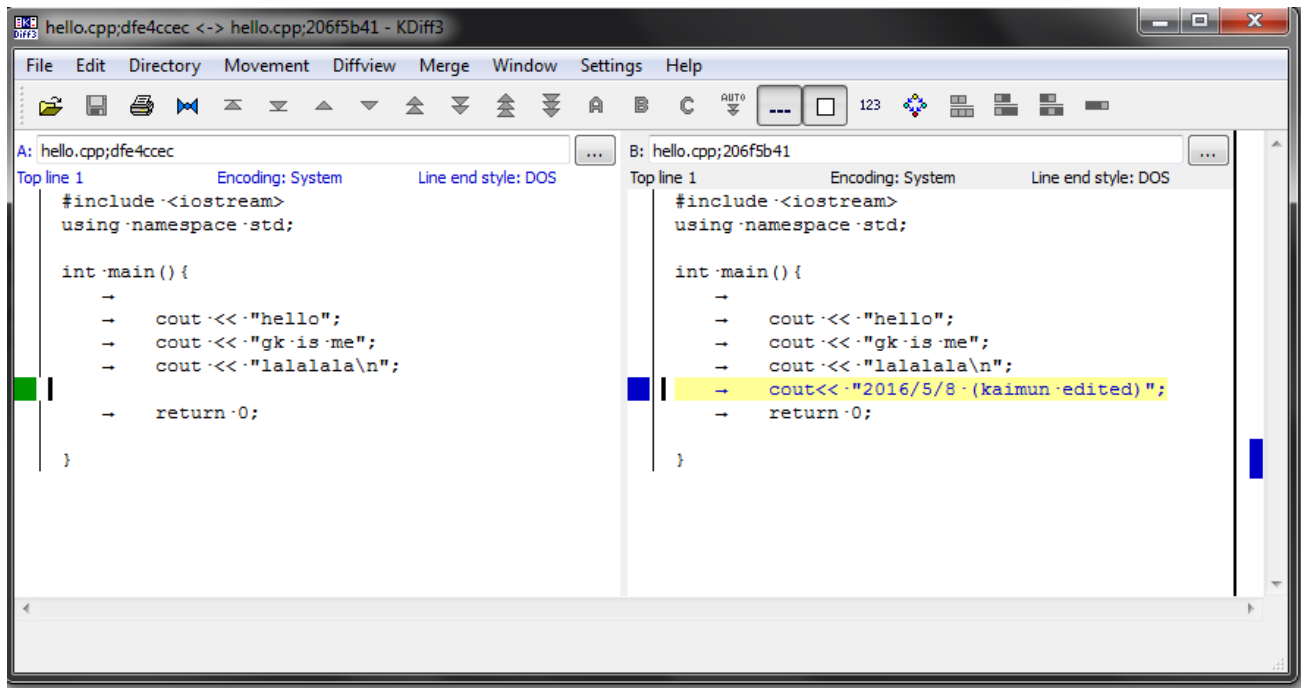 hello.cpp;dfe4ccec <-> hello.cpp;206f5b41 - KDiff3
File Edit Directory Movement Diffview Merge Window Settings Help
A B C AUTO 123
A: hello.cpp;dfe4ccec ...
Top line 1 Encoding: System Line end style: DOS
#include·<iostream>
using·namespace·std;
int·main(){
→
→ cout·<<·"hello";
→ cout·<<·"gk·is·me";
→ cout·<<·"lalalala\n";
→ return·0;
}
B: hello.cpp;206f5b41 ...
Top line 1 Encoding: System Line end style: DOS
#include·<iostream>
using·namespace·std;
int·main(){
→
→ cout·<<·"hello";
→ cout·<<·"gk·is·me";
→ cout·<<·"lalalala\n";
→ cout<<·"2016/5/8·(kaimun·edited)";
→ return·0;
}